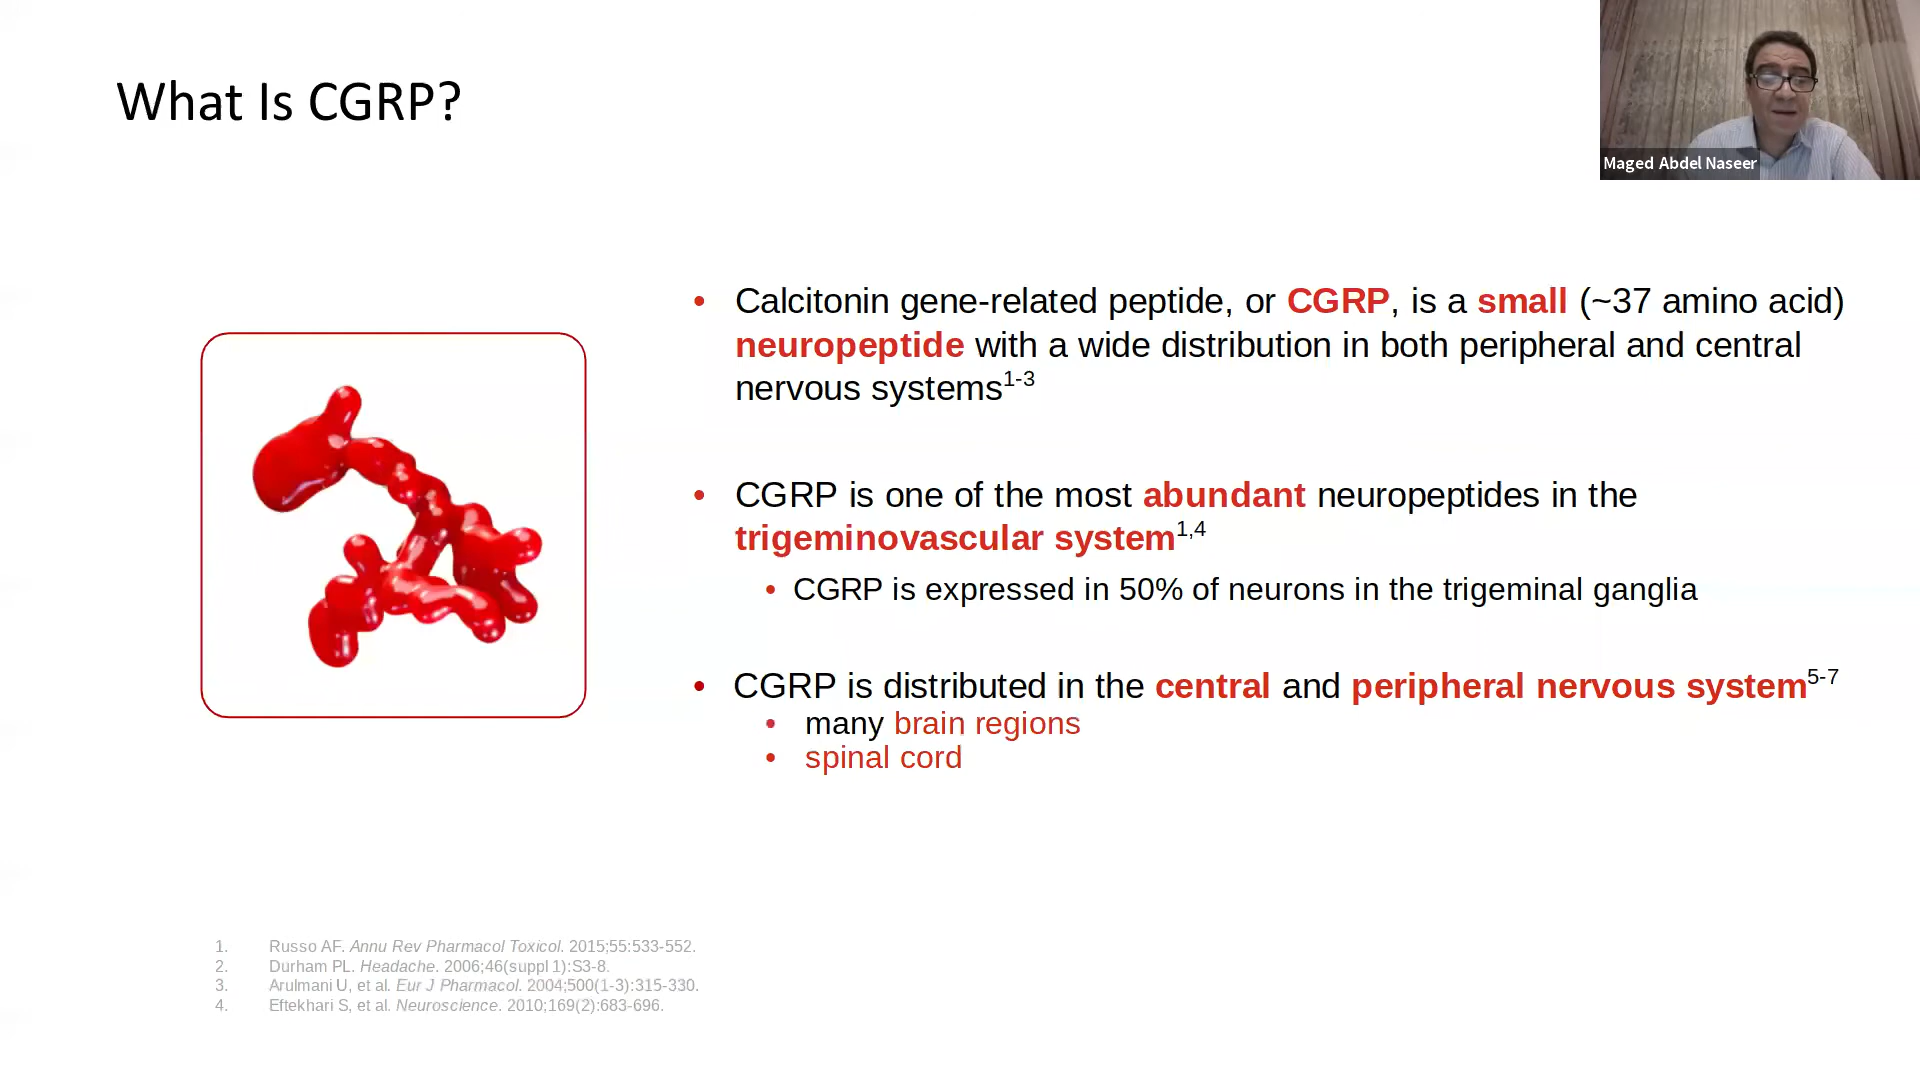 What Is CGRP?
Maged Abdel Naseer
• Calcitonin gene-related peptide, or CGRP, is a small (~37 amino acid)
neuropeptide with a wide distribution in both peripheral and central
nervous systems1-3
• CGRP is one of the most abundant neuropeptides in the
trigeminovascular system1,4
• CGRP is expressed in 50% of neurons in the trigeminal ganglia
• CGRP is distributed in the central and peripheral nervous system5-7
• many brain regions
• spinal cord
1. Russo AF. Annu Rev Pharmacol Toxicol. 2015;55:533-552.
2. Durham PL. Headache. 2006;46(suppl 1):S3-8.
3. Arulmani U, et al. Eur J Pharmacol. 2004;500(1-3):315-330.
4. Eftekhari S, et al. Neuroscience. 2010;169(2):683-696.